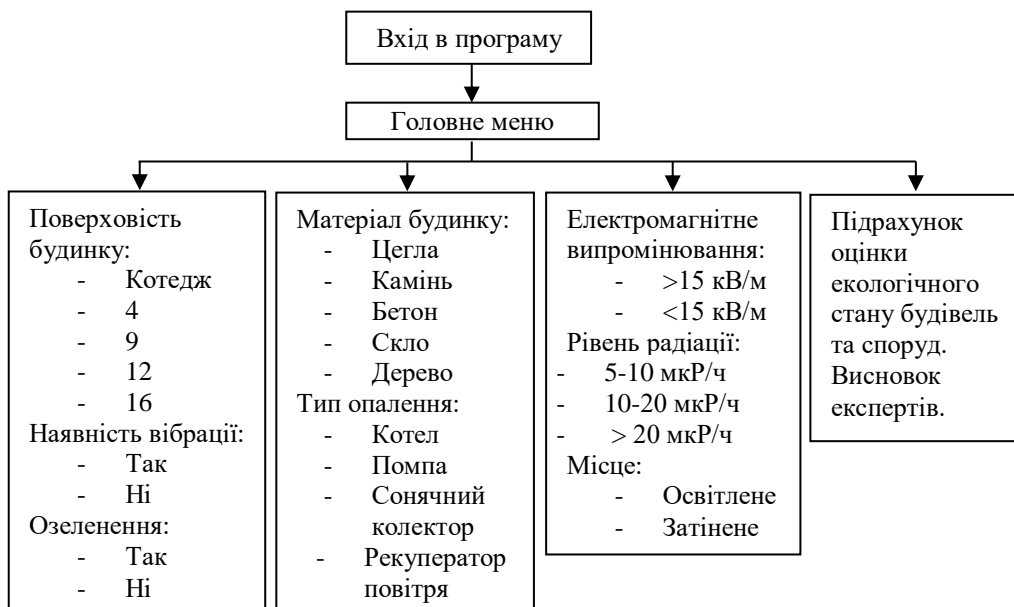 Вхід в програму
Головне меню
Поверховість
будинку:
- Котедж
- 4
- 9
- 12
- 16
Наявність вібрації:
- Так
- Ні
Озеленення:
- Так
- Ні
Матеріал будинку:
- Цегла
- Камінь
- Бетон
- Скло
- Дерево
Тип опалення:
- Котел
- Помпа
- Сонячний
колектор
- Рекуператор
повітря
Електромагнітне
випромінювання:
- >15 кВ/м
- <15 кВ/м
Рівень радіації:
- 5-10 мкР/ч
- 10-20 мкР/ч
- > 20 мкР/ч
Місце:
- Освітлене
- Затінене
Підрахунок
оцінки
екологічного
стану будівель
та споруд.
Висновок
експертів.